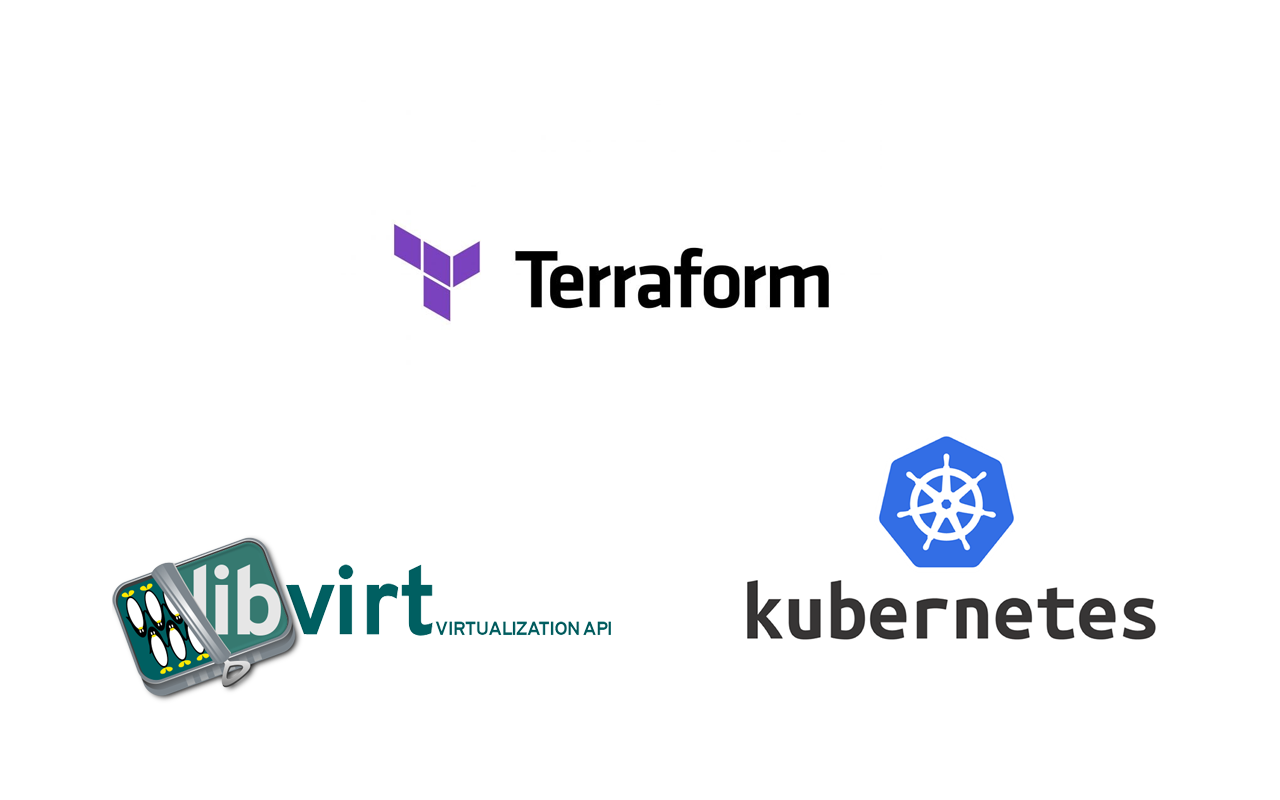 Terraform
libvirt
VIRTUALIZATION API
kubernetes